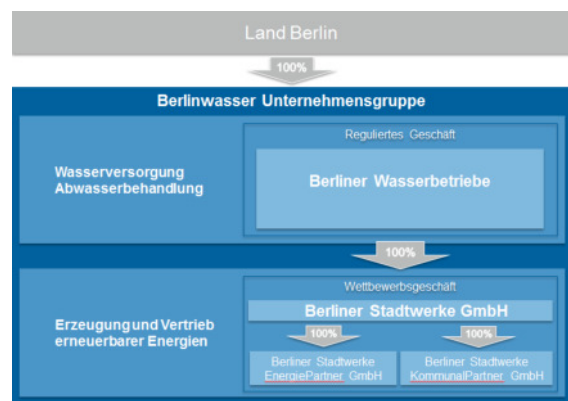 Land Berlin
100%
Berlinwasser Unternehmensgruppe
Wasserversorgung
Abwasserbehandlung
Reguliertes Geschäft
Berliner Wasserbetriebe
100%
Erzeugung und Vertrieb
erneuerbarer Energien
Wettbewerbsgeschäft
Berliner Stadtwerke GmbH
100%
100%
Berliner Stadtwerke
EnergiePartner GmbH
Berliner Stadtwerke
KommunalPartner GmbH